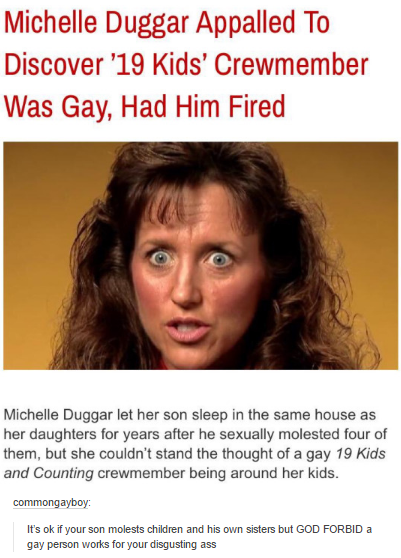 Michelle Duggar Appalled To
Discover '19 Kids' Crewmember
Was Gay, Had Him Fired
Michelle Duggar let her son sleep in the same house as
her daughters for years after he sexually molested four of
them, but she couldn't stand the thought of a gay 19 Kids
and Counting crewmember being around her kids.
commongayboy:
It's ok if your son molests children and his own sisters but GOD FORBID a
gay person works for your disgusting ass